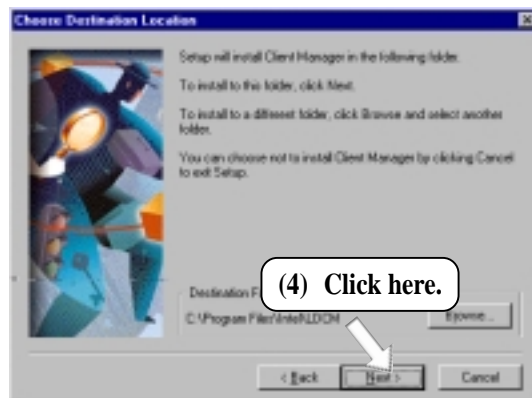 Choose Destination Location
Setup will install Client Manager in the following folder.
To install to this folder, click Next.
To install to a different folder, click Browse and select another
folder.
You can choose not to install Client Manager by clicking Cancel
to exit Setup.
(4) Click here.
Destination F
C:\Program Files\Intel\LDCM
Browse...
< Back
Next >
Cancel